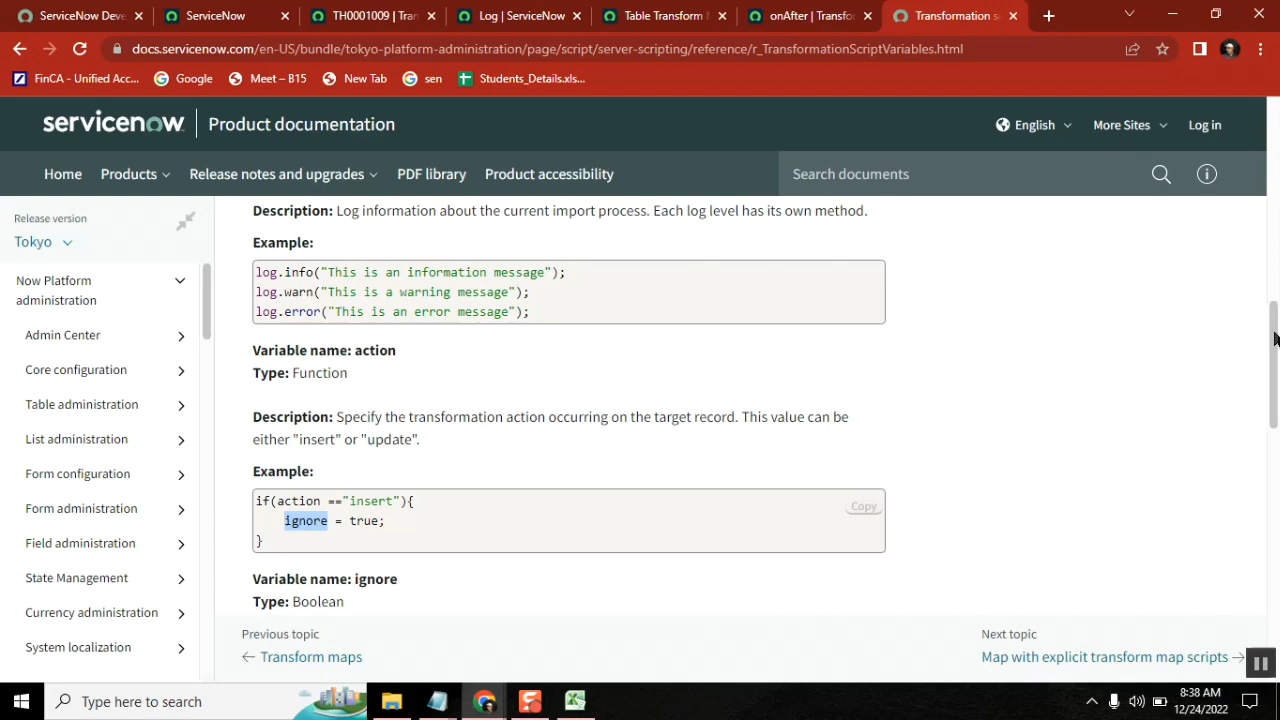 ServiceNow Deve
ServiceNow
TH0001009 | Tran
Log | ServiceNow
Table Transform M
onAfter | Transfo
Transformation s
docs.servicenow.com/en-US/bundle/tokyo-platform-administration/page/script/server-scripting/reference/r_TransformationScriptVariables.html
FinCA - Unified Acc...
Google
Meet – B15
New Tab
sen
Students_Details.xls...
servicenow
Product documentation
English
More Sites
Log in
Home
Products
Release notes and upgrades
PDF library
Product accessibility
Search documents
Release version
Tokyo
Now Platform
administration
Admin Center
Core configuration
Table administration
List administration
Form configuration
Form administration
Field administration
State Management
Currency administration
System localization
Description: Log information about the current import process. Each log level has its own method.
Example:
log.info("This is an information message");
log.warn("This is a warning message");
log.error("This is an error message");
Variable name: action
Type: Function
Description: Specify the transformation action occurring on the target record. This value can be
either "insert" or "update".
Example:
if(action =="insert"){
Copy
ignore = true;
}
Variable name: ignore
Type: Boolean
Previous topic
← Transform maps
Next topic
Map with explicit transform map scripts →
Type here to search
8:38 AM
12/24/2022